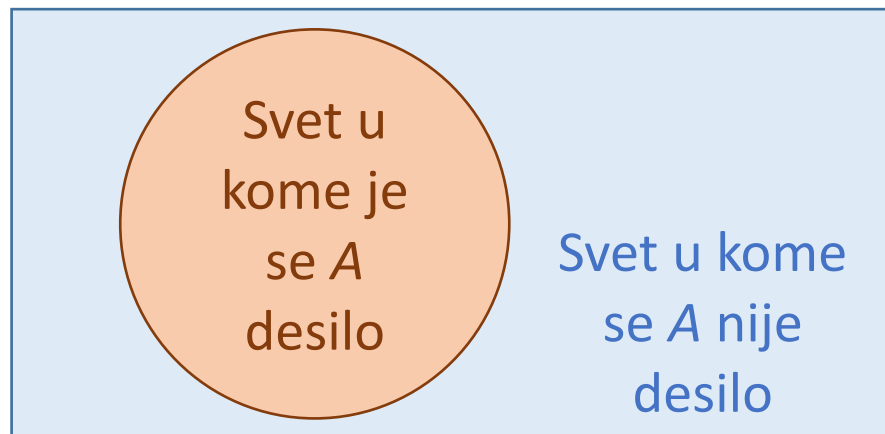 Svet u
kome je
se A
desilo
Svet u kome
se A nije
desilo